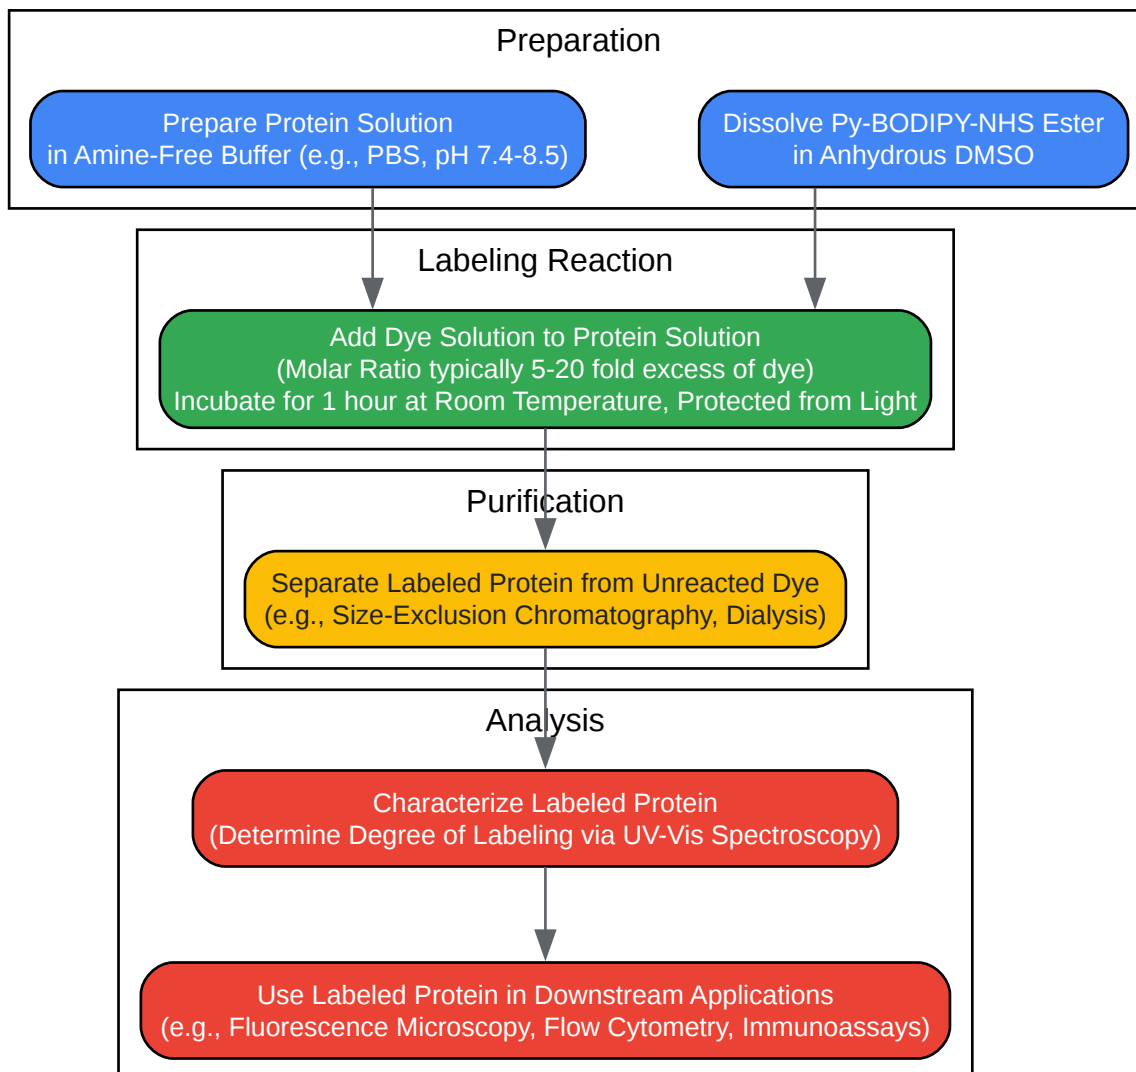 Preparation
Prepare Protein Solution
in Amine-Free Buffer (e.g., PBS, pH 7.4-8.5)
Dissolve Py-BODIPY-NHS Ester
in Anhydrous DMSO
Labeling Reaction
Add Dye Solution to Protein Solution
(Molar Ratio typically 5-20 fold excess of dye)
Incubate for 1 hour at Room Temperature, Protected from Light
Purification
Separate Labeled Protein from Unreacted Dye
(e.g., Size-Exclusion Chromatography, Dialysis)
Analysis
Characterize Labeled Protein
(Determine Degree of Labeling via UV-Vis Spectroscopy)
Use Labeled Protein in Downstream Applications
(e.g., Fluorescence Microscopy, Flow Cytometry, Immunoassays)